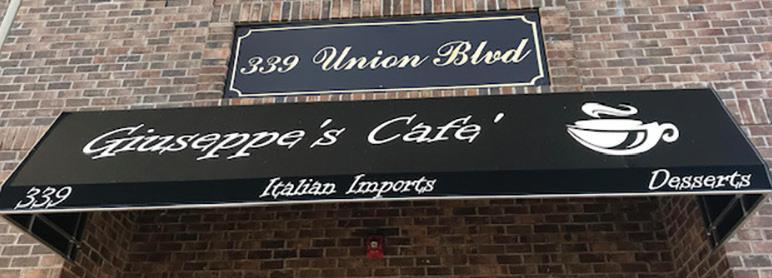 339 Union Blvd
Giuseppe's Cafe'
339 Italian Imports Desserts